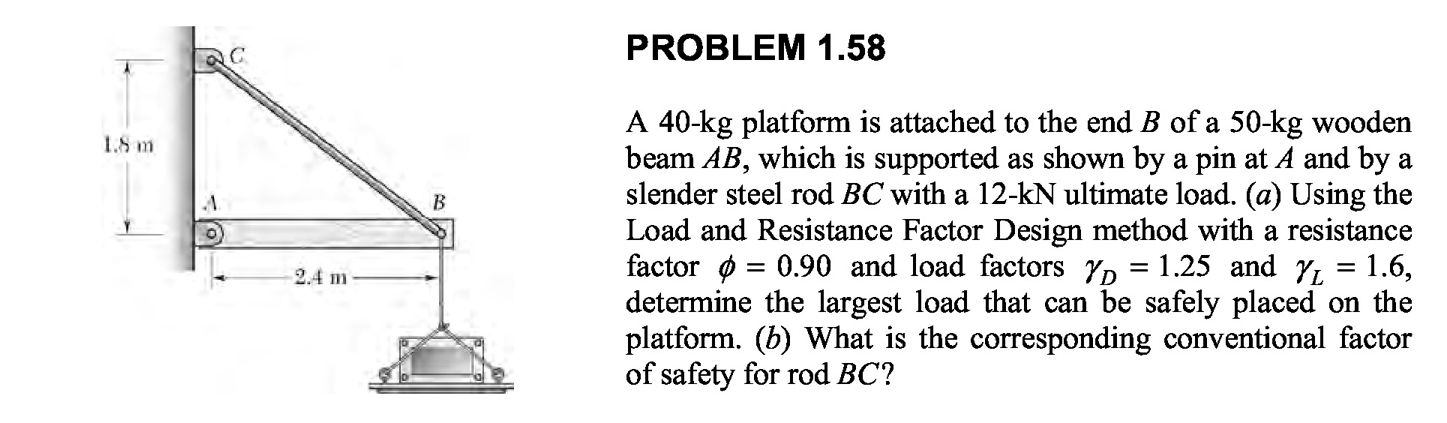 C
1.8 m
A
B
2.4 m
PROBLEM 1.58
A 40-kg platform is attached to the end B of a 50-kg wooden
beam AB, which is supported as shown by a pin at A and by a
slender steel rod BC with a 12-kN ultimate load. (a) Using the
Load and Resistance Factor Design method with a resistance
factor ϕ = 0.90 and load factors γD = 1.25 and γL = 1.6,
determine the largest load that can be safely placed on the
platform. (b) What is the corresponding conventional factor
of safety for rod BC?